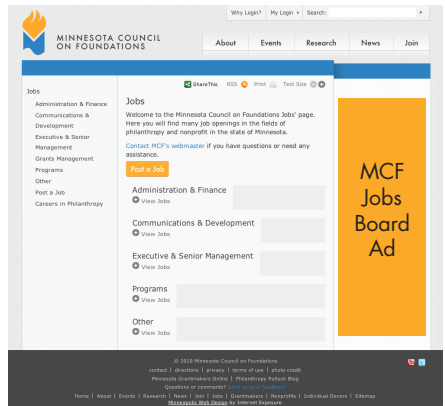 Why Login? My Login Search:
MINNESOTA COUNCIL
ON FOUNDATIONS
About Events Research News Join
ShareThis RSS Print Text Size
Jobs
Administration & Finance
Communications &
Development
Executive & Senior
Management
Grants Management
Programs
Other
Post a Job
Careers in Philanthropy
Jobs
Welcome to the Minnesota Council on Foundations Jobs' page.
Here you will find many job openings in the fields of
philanthropy and nonprofit in the state of Minnesota.
Contact MCF's webmaster if you have questions or need any
assistance.
Post a Job
Administration & Finance
View Jobs
Communications & Development
View Jobs
Executive & Senior Management
View Jobs
Programs
View Jobs
Other
View Jobs
MCF
Jobs
Board
Ad
© 2010 Minnesota Council on Foundations
contact | directions | privacy | terms of use | photo credit
Minnesota Grantmakers Online | Philanthropy Potluck Blog
Questions or comments? Send us your feedback.
Home | About | Events | Research | News | Join | Jobs | Grantmakers | Nonprofits | Individual Donors | Sitemap
Minneapolis Web Design by Internet Exposure